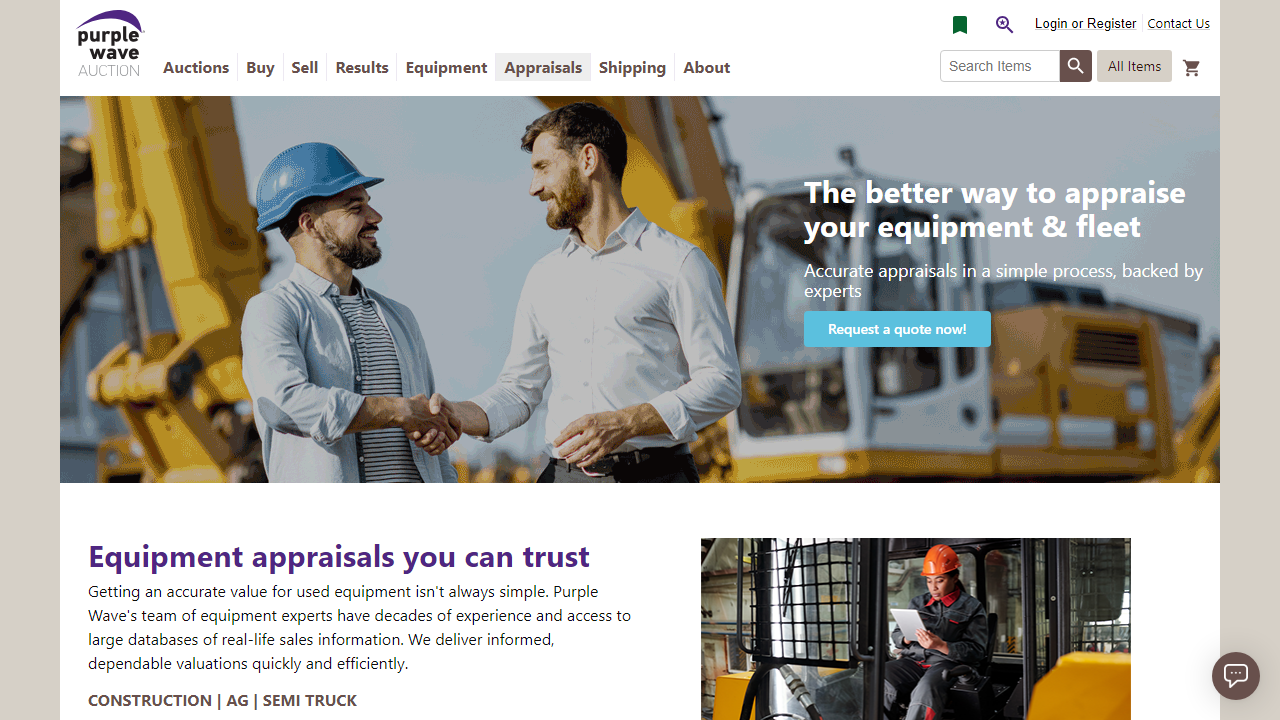 purple
wave
AUCTION
Login or Register
Contact Us
Auctions
Buy
Sell
Results
Equipment
Appraisals
Shipping
About
Search Items
All Items
The better way to appraise
your equipment & fleet
Accurate appraisals in a simple process, backed by
experts
Request a quote now!
Equipment appraisals you can trust
Getting an accurate value for used equipment isn't always simple. Purple
Wave's team of equipment experts have decades of experience and access to
large databases of real-life sales information. We deliver informed,
dependable valuations quickly and efficiently.
CONSTRUCTION | AG | SEMI TRUCK